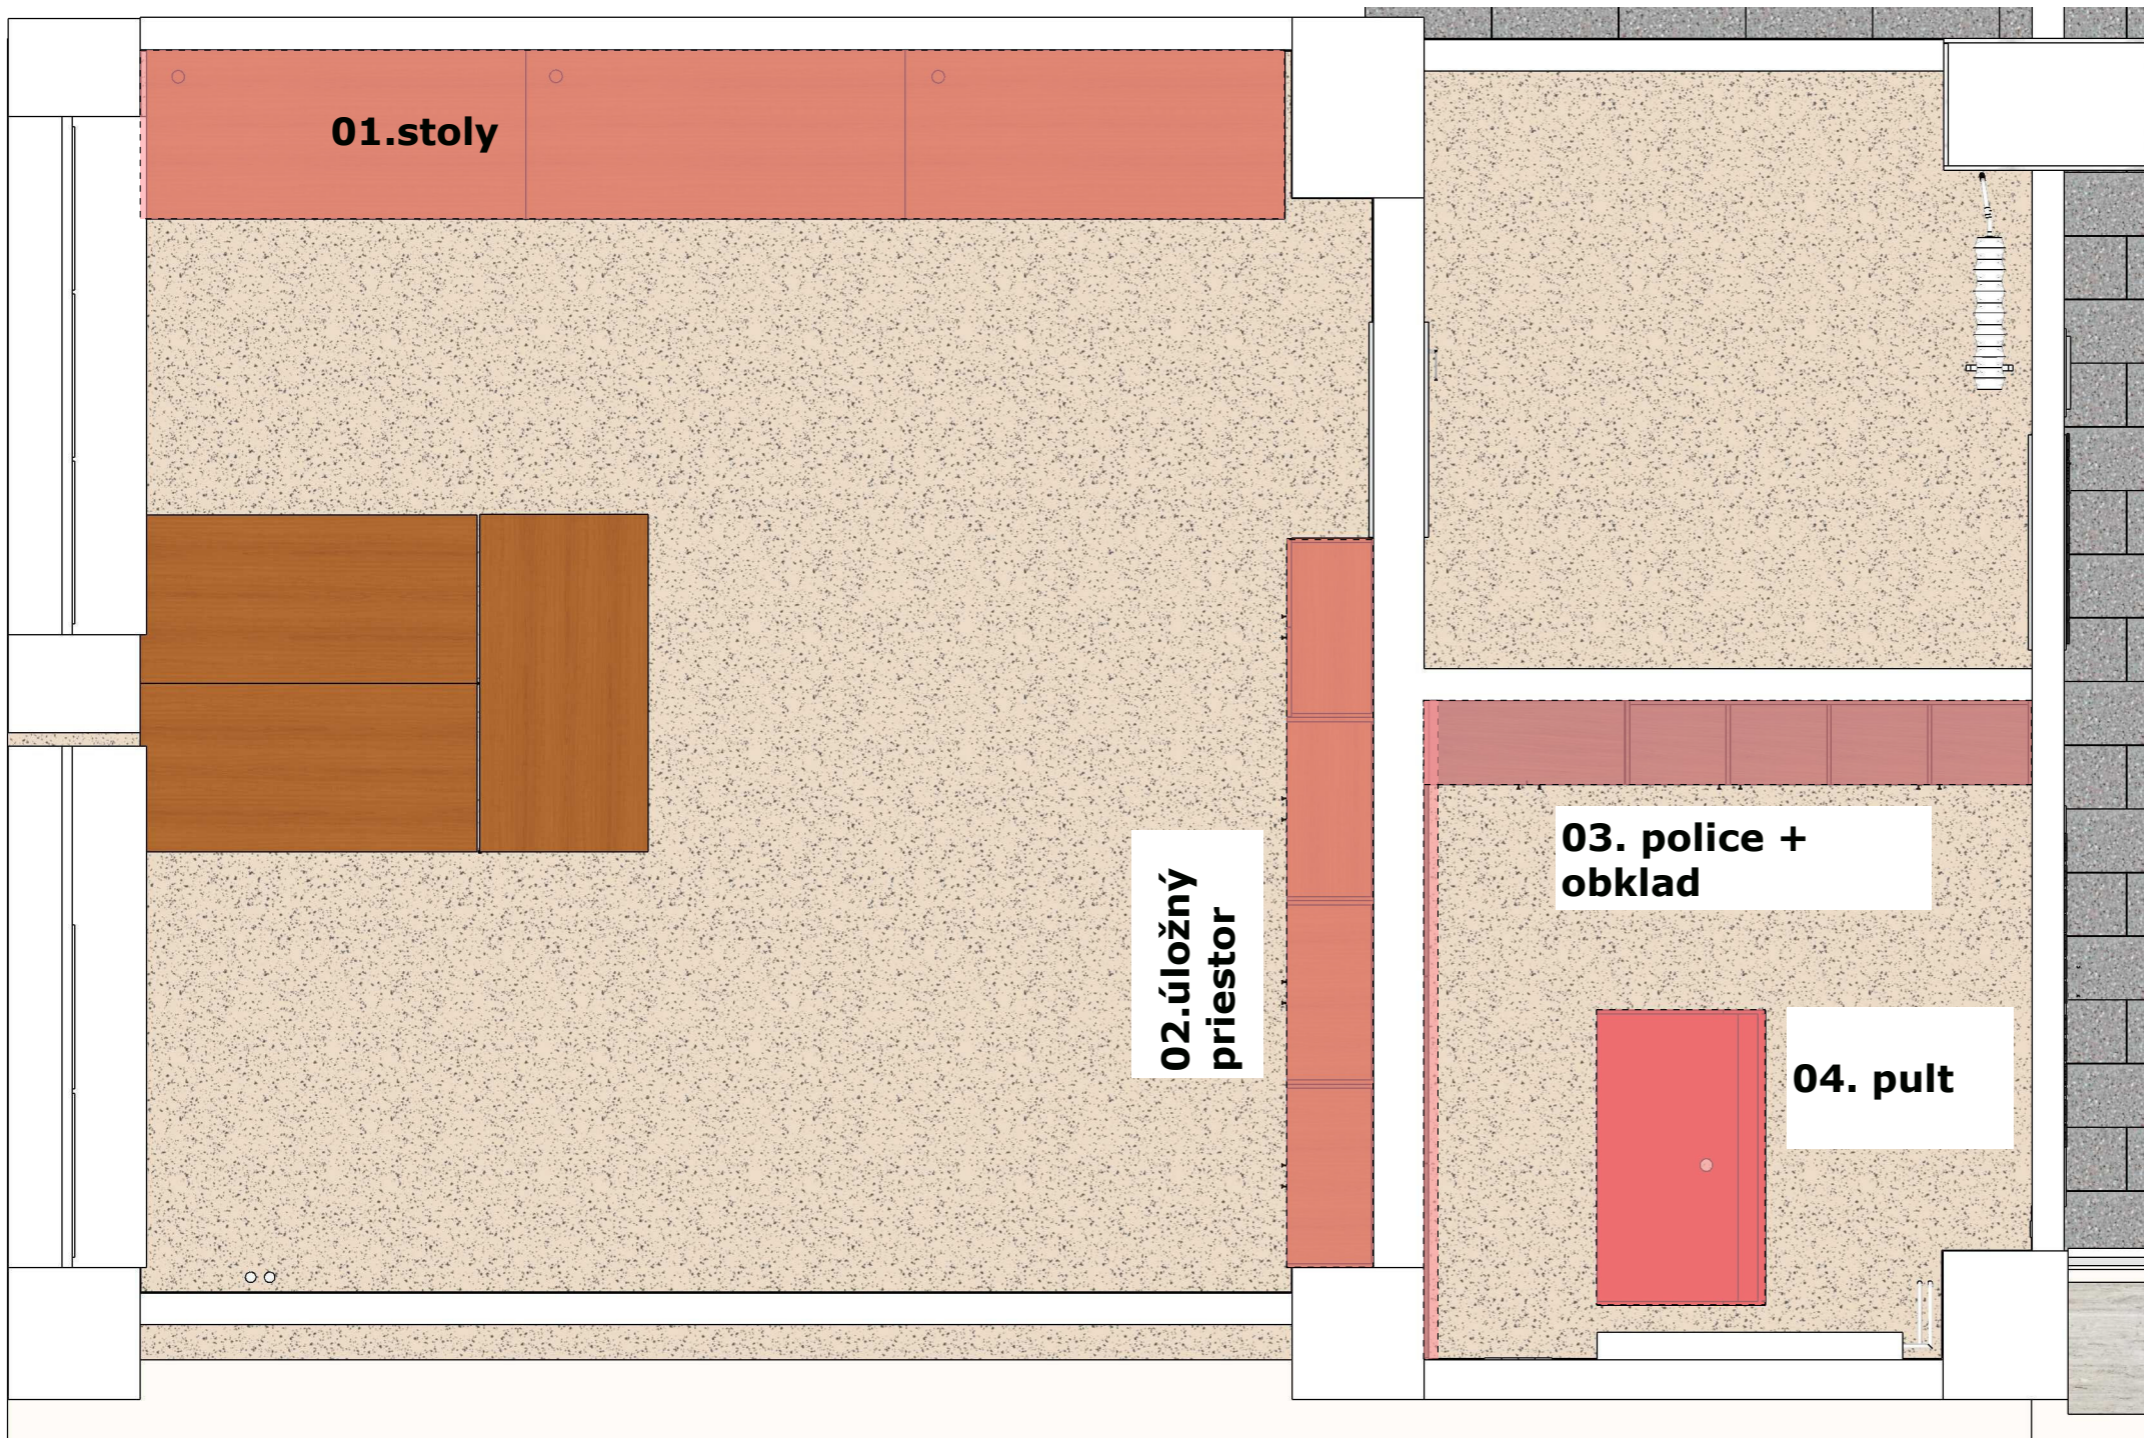 01.stoly
02.úložný
priestor
03. police +
obklad
04. pult